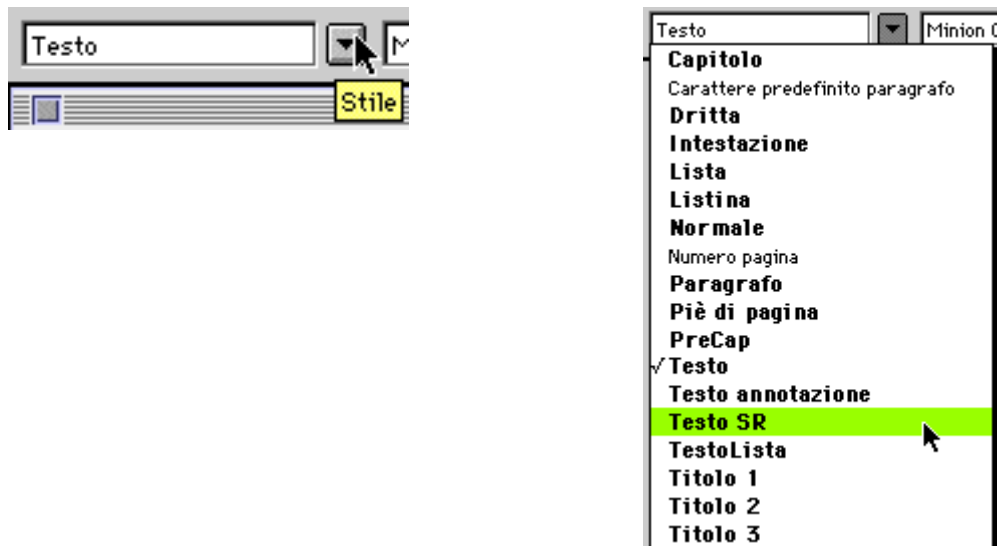 Testo
M
Stile
Testo
Minion
Capitolo
Carattere predefinito paragrafo
Dritta
Intestazione
Lista
Listina
Normale
Numero pagina
Paragrafo
Piè di pagina
PreCap
√ Testo
Testo annotazione
Testo SR
TestoLista
Titolo 1
Titolo 2
Titolo 3